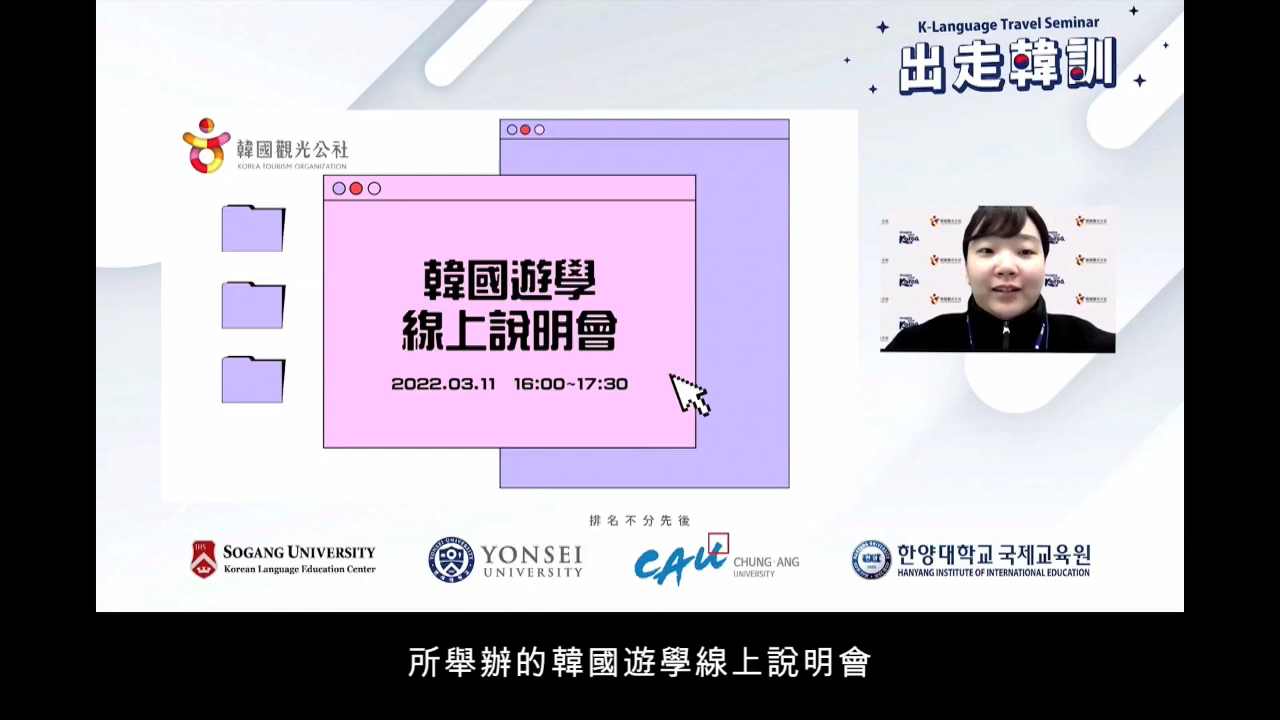 K-Language Travel Seminar
出走韓訓
韓國觀光公社
KOREA TOURISM ORGANIZATION
韓國遊學
線上說明會
2022.03.11 16:00~17:30
排名不分先後
IHS
SOGANG UNIVERSITY
Korean Language Education Center
YONSEI
UNIVERSITY
CAU
CHUNG-ANG
UNIVERSITY
한양대학교 국제교육원
HANYANG INSTITUTE OF INTERNATIONAL EDUCATION
所舉辦的韓國遊學線上說明會